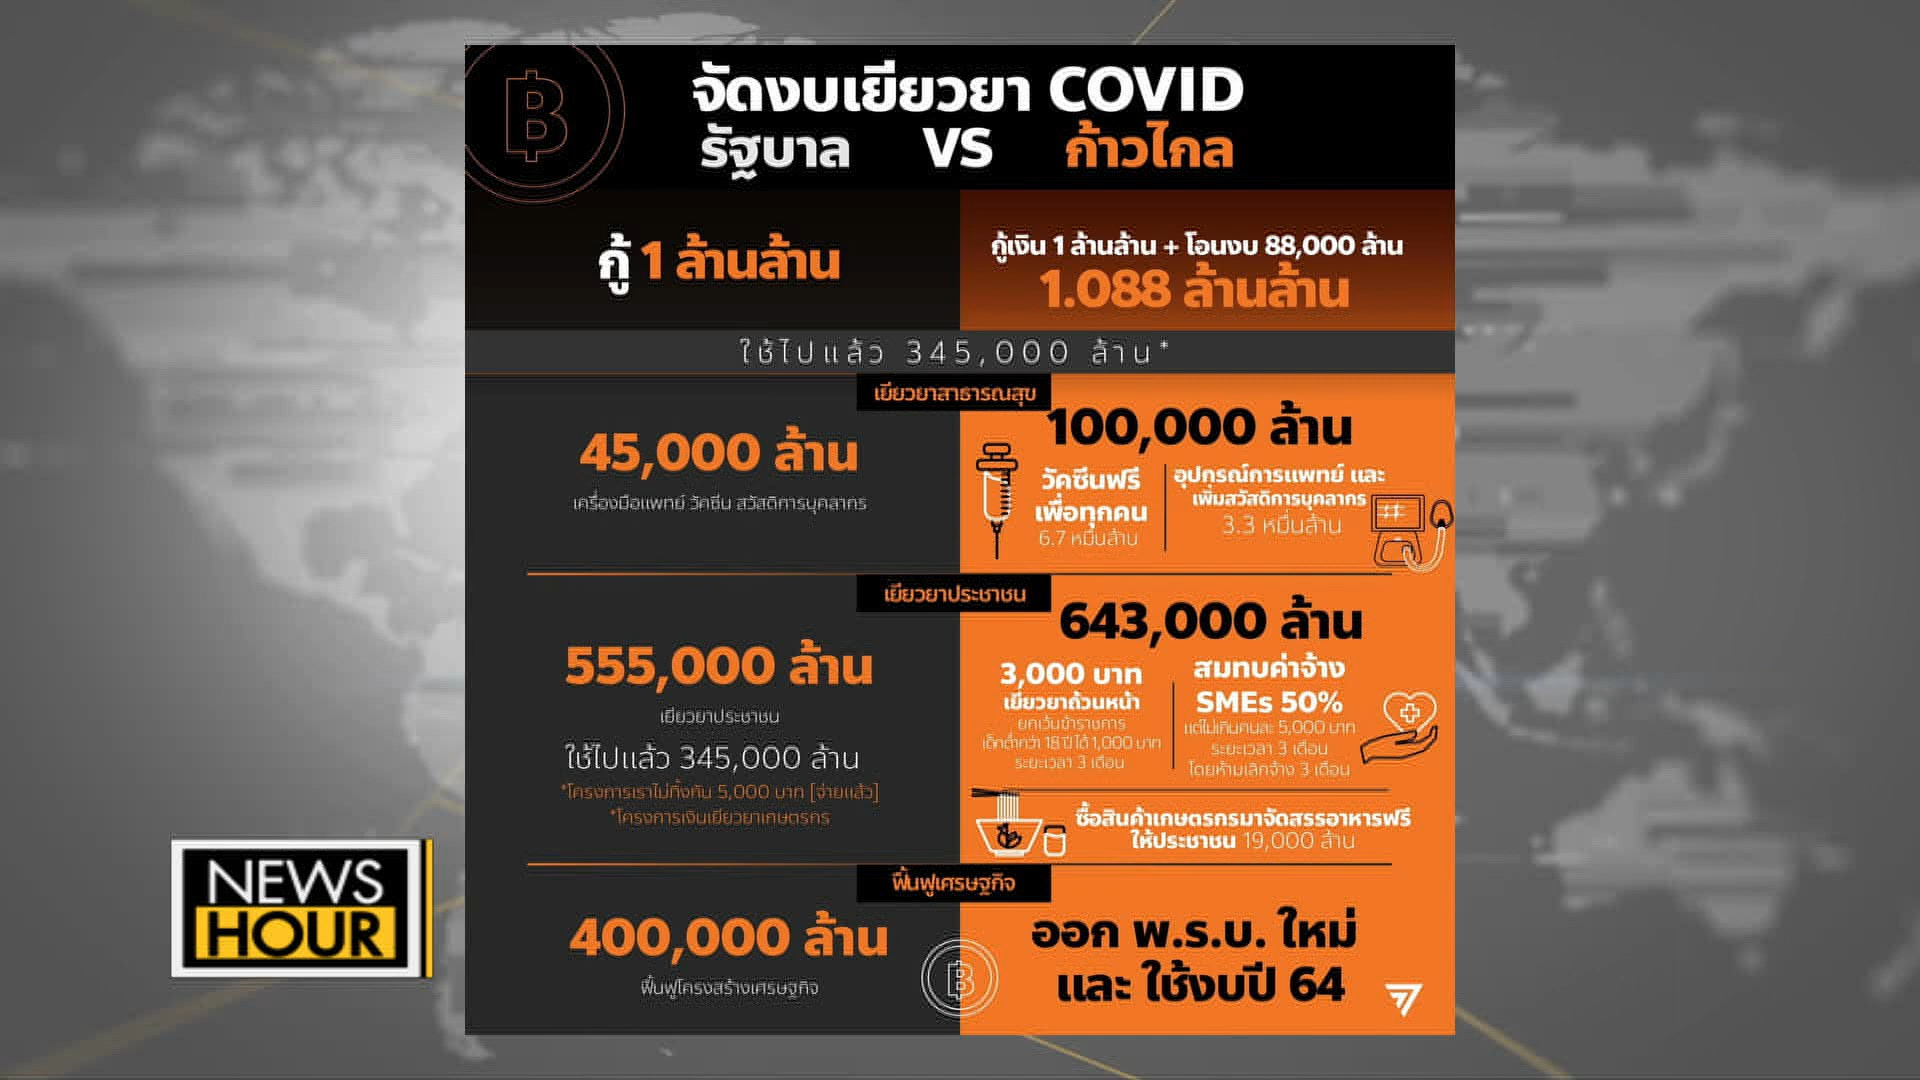 จัดงบเยียวยา COVID
รัฐบาล VS ก้าวไกล
กู้ 1 ล้านล้าน
กู้เงิน 1 ล้านล้าน + โอนงบ 88,000 ล้าน
1.088 ล้านล้าน
ใช้ไปแล้ว 345,000 ล้าน*
เยียวยาสาธารณสุข
45,000 ล้าน
เครื่องมือแพทย์ วัคซีน สวัสดิการบุคลากร
100,000 ล้าน
วัคซีนฟรี
เพื่อทุกคน
6.7 หมื่นล้าน
อุปกรณ์การแพทย์ และ
เพิ่มสวัสดิการบุคลากร
3.3 หมื่นล้าน
เยียวยาประชาชน
555,000 ล้าน
เยียวยาประชาชน
ใช้ไปแล้ว 345,000 ล้าน
*โครงการเราไม่ทิ้งกัน 5,000 บาท [จ่ายแล้ว]
*โครงการเงินเยียวยาเกษตรกร
643,000 ล้าน
3,000 บาท
เยียวยาถ้วนหน้า
ยกเว้นข้าราชการ
เด็กต่ำกว่า 18 ปี ได้ 1,000 บาท
ระยะเวลา 3 เดือน
สมทบค่าจ้าง
SMEs 50%
แต่ไม่เกินคนละ 5,000 บาท
ระยะเวลา 3 เดือน
โดยห้ามเลิกจ้าง 3 เดือน
ซื้อสินค้าเกษตรกรมาจัดสรรอาหารฟรี
ให้ประชาชน 19,000 ล้าน
ฟื้นฟูเศรษฐกิจ
400,000 ล้าน
ฟื้นฟูโครงสร้างเศรษฐกิจ
ออก พ.ร.บ. ใหม่
และ ใช้งบปี 64
NEWS
HOUR